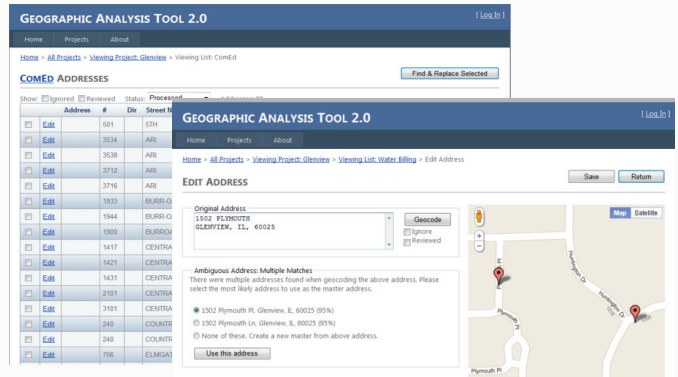 GEOGRAPHIC ANALYSIS TOOL 2.0
[ Log In ]
Home Projects About
Home > All Projects > Viewing Project: Glenview > Viewing List: ComEd
COMED ADDRESSES
Find & Replace Selected
Show: Ignored Reviewed Status: Processed
Address # Dir Street N
Edit 501 5TH
Edit 3534 ARI
Edit 3538 ARI
Edit 3712 ARI
Edit 3716 ARI
Edit 1933 BURR-O
Edit 1944 BURR-O
Edit 1900 BURROA
Edit 1417 CENTRA
Edit 1421 CENTRA
Edit 1431 CENTRA
Edit 2101 CENTRA
Edit 3101 CENTRA
Edit 240 COUNTR
Edit 240 COUNTR
Edit 706 ELMGAT
GEOGRAPHIC ANALYSIS TOOL 2.0
[ Log In ]
Home Projects About
Home > All Projects > Viewing Project: Glenview > Viewing List: Water Billing > Edit Address
EDIT ADDRESS
Save Return
Original Address
1502 PLYMOUTH
GLENVIEW, IL, 60025
Geocode
Ignore
Reviewed
Ambiguous Address: Multiple Matches
There were multiple addresses found when geocoding the above address. Please
select the most likely address to use as the master address.
1502 Plymouth Pl, Glenview, IL, 60025 (95%)
1502 Plymouth Ln, Glenview, IL, 60025 (95%)
None of these. Create a new master from above address.
Use this address
Map Satellite
Huntington Dr
Huntington Dr
Plymouth Pl
Plymouth Pl